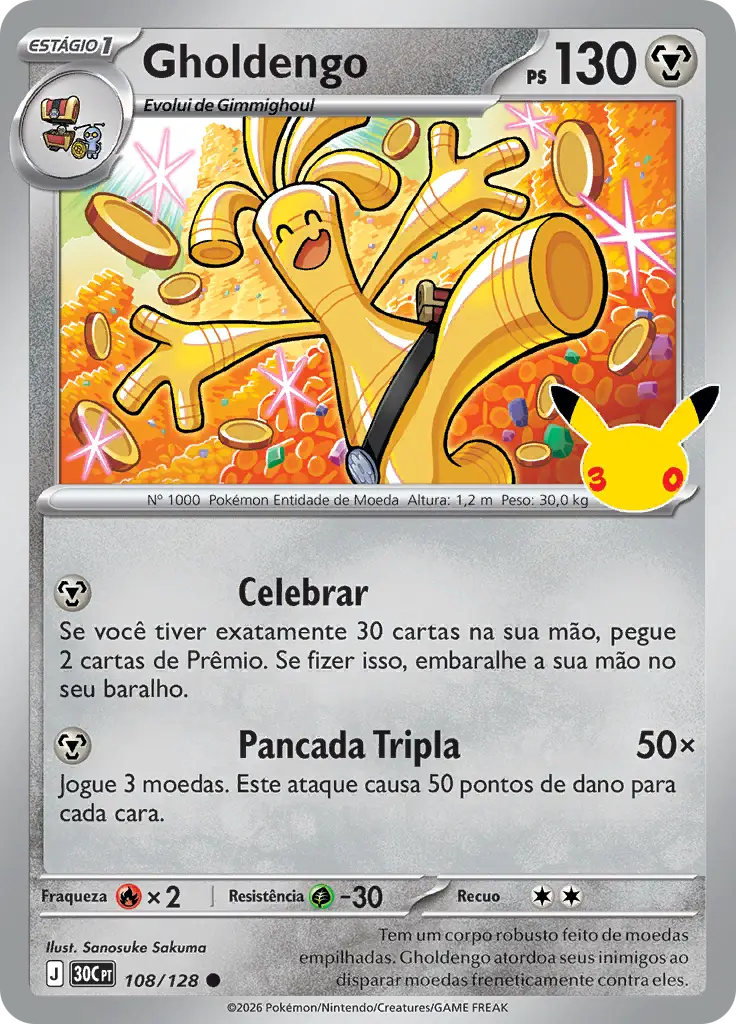 ESTÁGIO 1
Gholdengo
PS 130
Evolui de Gimmighoul
30
Nº 1000 Pokémon Entidade de Moeda Altura: 1,2 m Peso: 30,0 kg
Celebrar
Se você tiver exatamente 30 cartas na sua mão, pegue
2 cartas de Prêmio. Se fizer isso, embaralhe a sua mão no
seu baralho.
Pancada Tripla 50×
Jogue 3 moedas. Este ataque causa 50 pontos de dano para
cada cara.
Fraqueza ×2 Resistência -30 Recuo
Ilust. Sanosuke Sakuma
Tem um corpo robusto feito de moedas
empilhadas. Gholdengo atordoa seus inimigos ao
disparar moedas freneticamente contra eles.
J 30C PT 108/128
©2026 Pokémon/Nintendo/Creatures/GAME FREAK